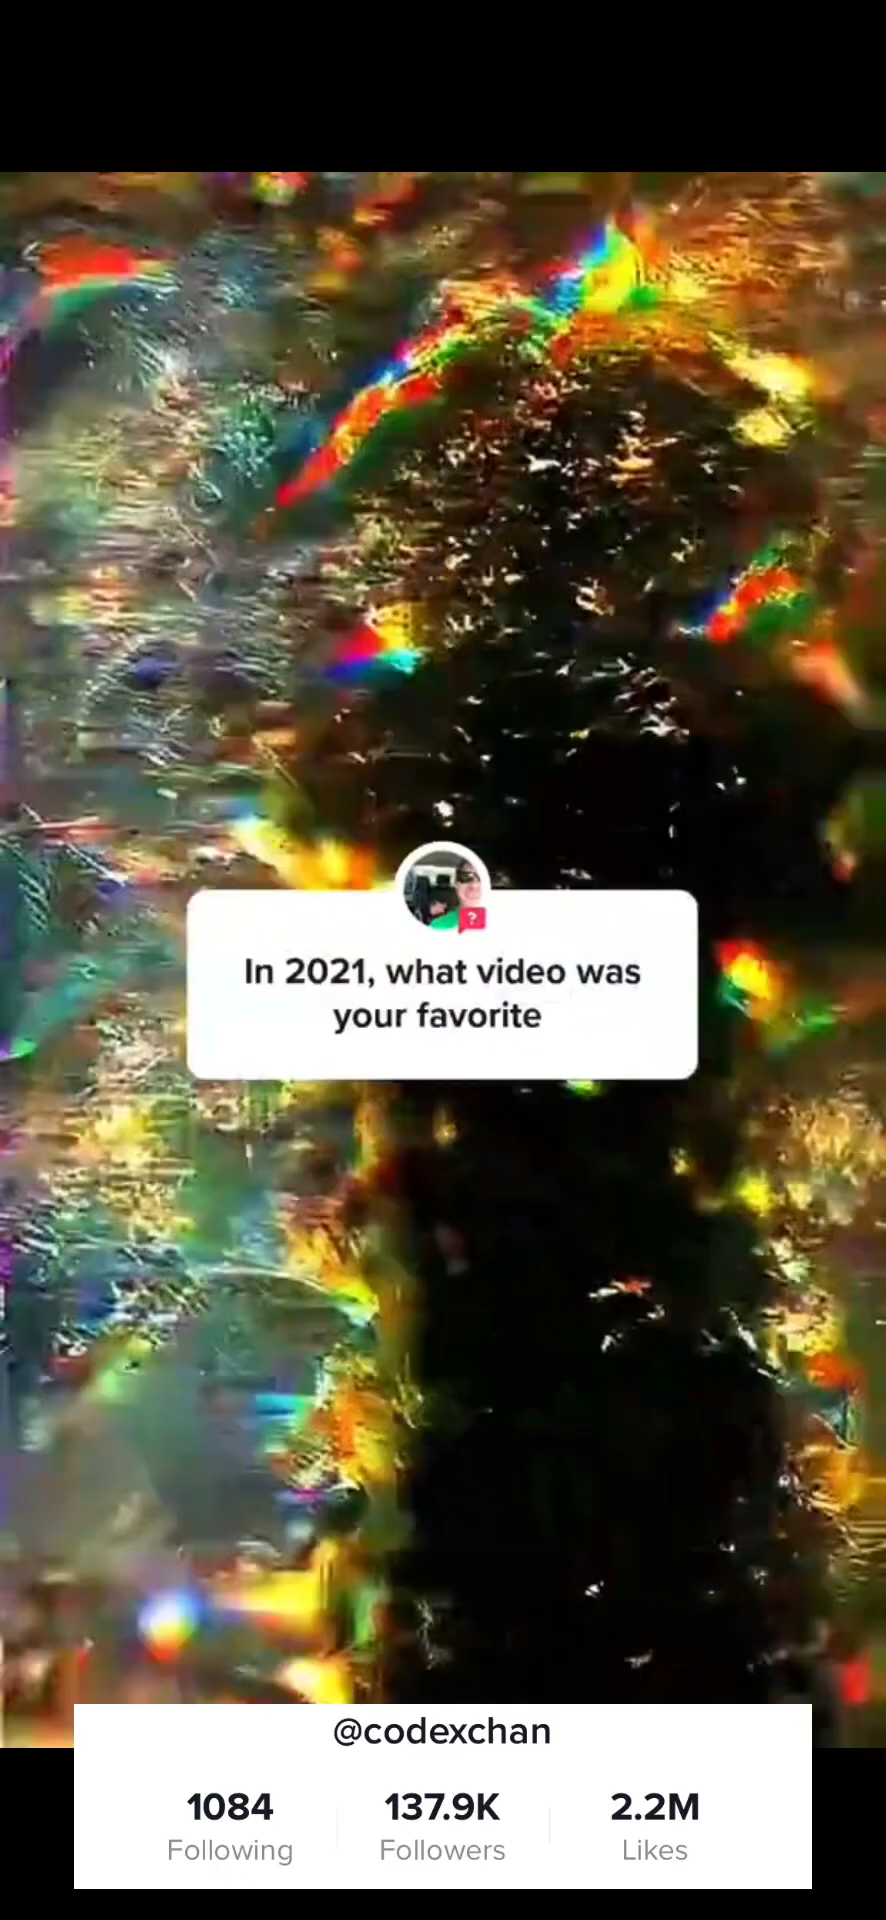 ?
In 2021, what video was
your favorite
@codexchan
1084 137.9K 2.2M
Following Followers Likes